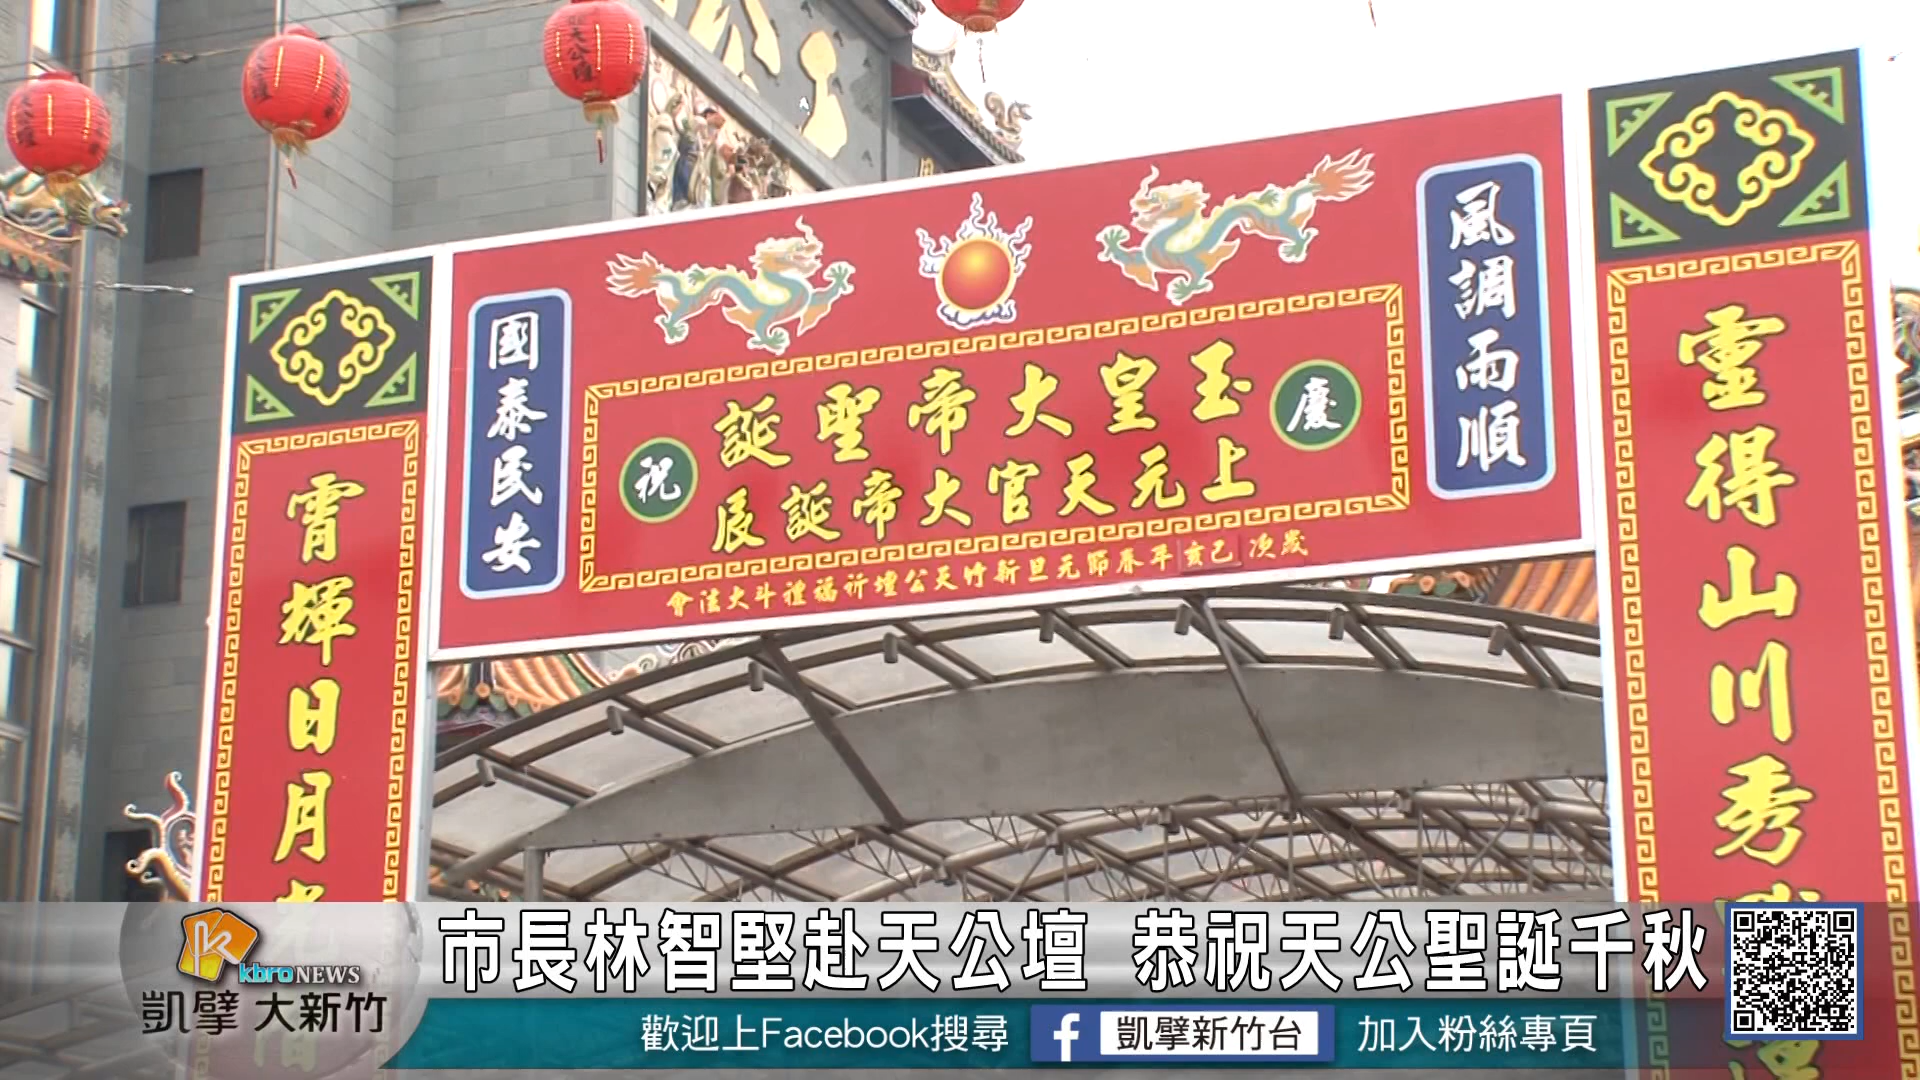 天公壇
風調雨順
國泰民安
慶祝
玉皇大帝聖誕
上元天官大帝誕辰
歲次己亥年春節元旦新竹天公壇祈福禮斗大法會
靈得山川秀
霄輝日月光
kbro NEWS
凱擘 大新竹
市長林智堅赴天公壇 恭祝天公聖誕千秋
歡迎上Facebook搜尋 f 凱擘新竹台 加入粉絲專頁